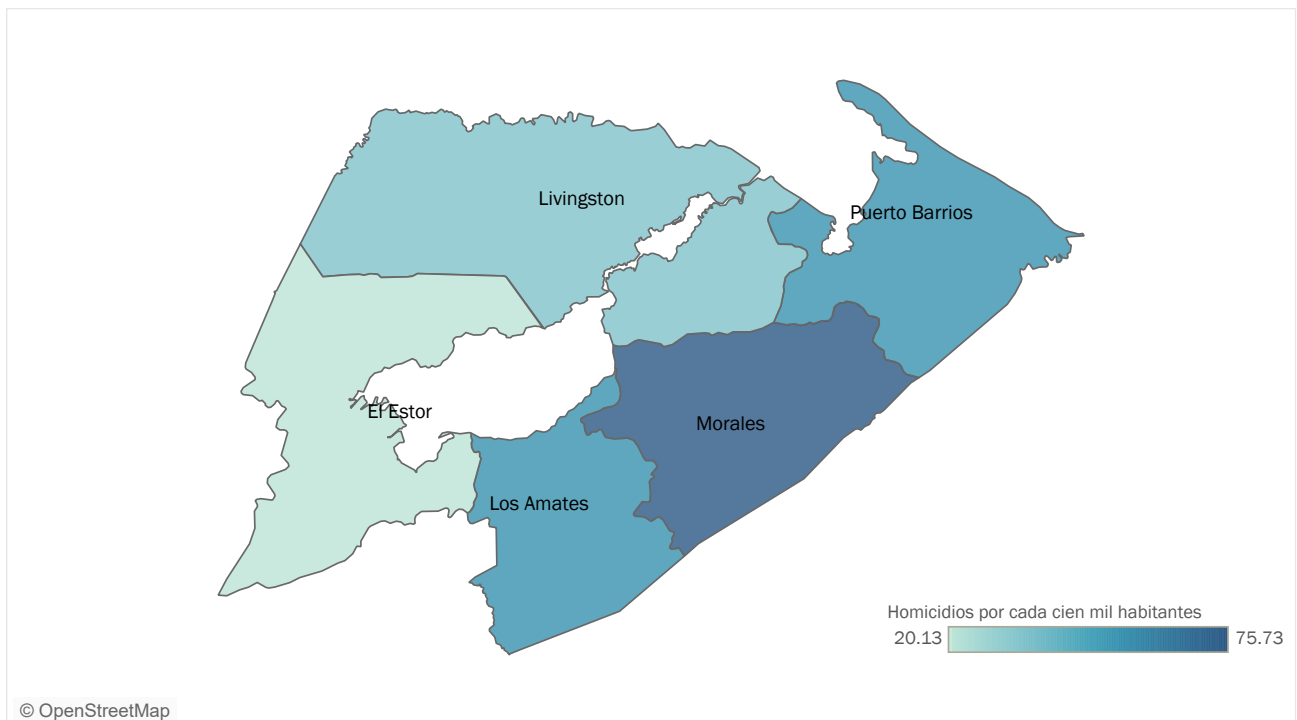 Livingston
Puerto Barrios
El Estor
Morales
Los Amates
Homicidios por cada cien mil habitantes
20.13 75.73
© OpenStreetMap